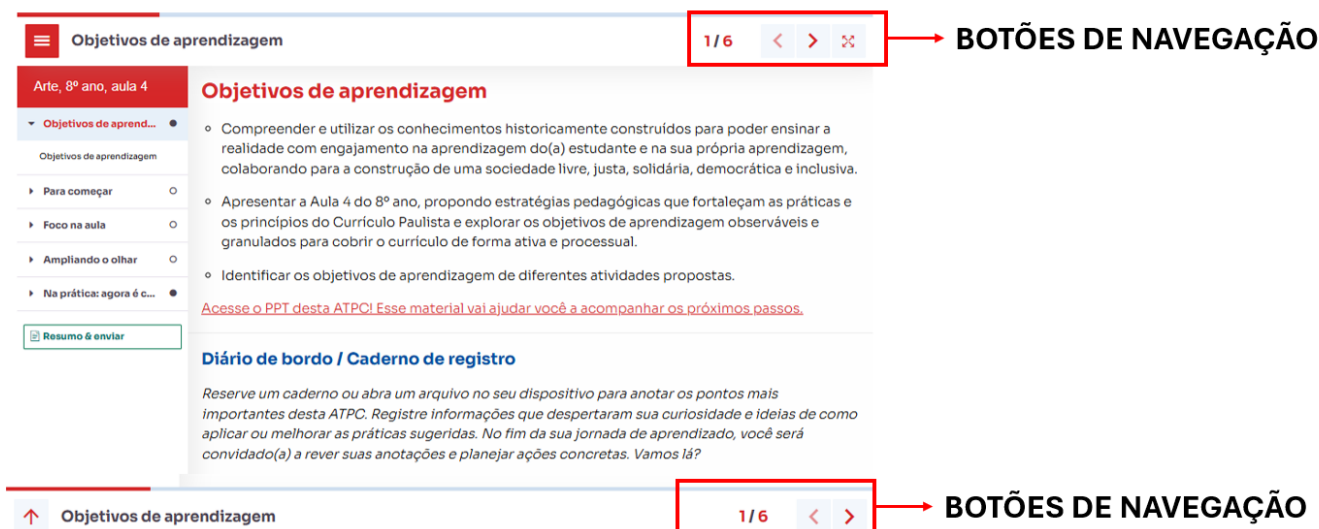 Objetivos de aprendizagem
1/6
BOTÕES DE NAVEGAÇÃO
Arte, 8º ano, aula 4
Objetivos de aprend...
Objetivos de aprendizagem
Para começar
Foco na aula
Ampliando o olhar
Na prática: agora é c...
Resumo & enviar
Objetivos de aprendizagem
Compreender e utilizar os conhecimentos historicamente construídos para poder ensinar a
realidade com engajamento na aprendizagem do(a) estudante e na sua própria aprendizagem,
colaborando para a construção de uma sociedade livre, justa, solidária, democrática e inclusiva.
Apresentar a Aula 4 do 8º ano, propondo estratégias pedagógicas que fortaleçam as práticas e
os princípios do Currículo Paulista e explorar os objetivos de aprendizagem observáveis e
granulados para cobrir o currículo de forma ativa e processual.
Identificar os objetivos de aprendizagem de diferentes atividades propostas.
Acesse o PPT desta ATPC! Esse material vai ajudar você a acompanhar os próximos passos.
Diário de bordo / Caderno de registro
Reserve um caderno ou abra um arquivo no seu dispositivo para anotar os pontos mais
importantes desta ATPC. Registre informações que despertaram sua curiosidade e ideias de como
aplicar ou melhorar as práticas sugeridas. No fim da sua jornada de aprendizado, você será
convidado(a) a rever suas anotações e planejar ações concretas. Vamos lá?
Objetivos de aprendizagem
1/6
BOTÕES DE NAVEGAÇÃO